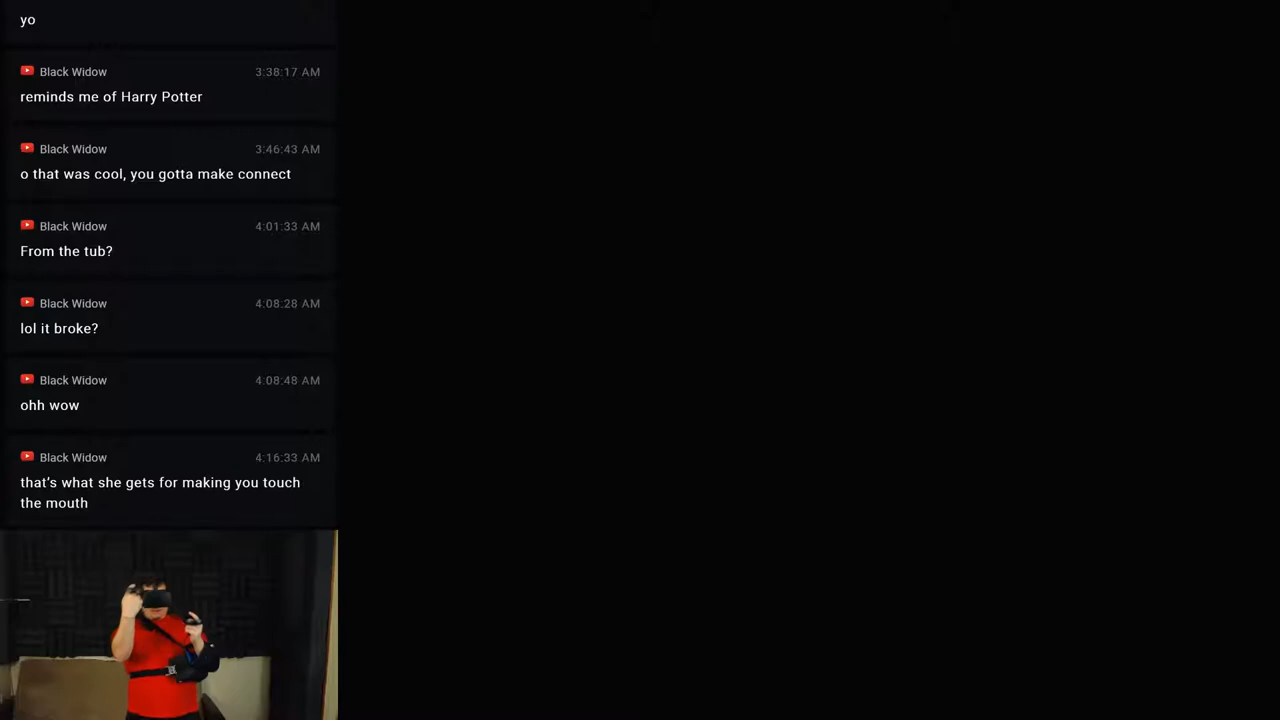 yo
Black Widow 3:38:17 AM
reminds me of Harry Potter
Black Widow 3:46:43 AM
o that was cool, you gotta make connect
Black Widow 4:01:33 AM
From the tub?
Black Widow 4:08:28 AM
lol it broke?
Black Widow 4:08:48 AM
ohh wow
Black Widow 4:16:33 AM
that’s what she gets for making you touch
the mouth